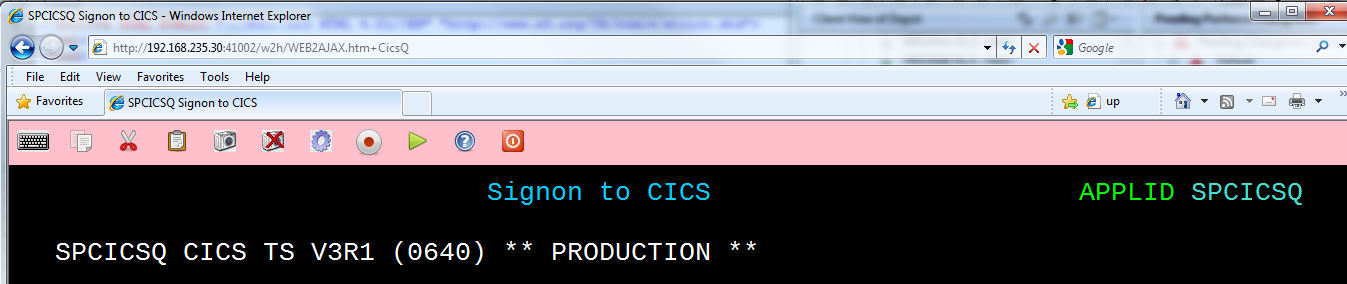 SPCICSQ Signon to CICS - Windows Internet Explorer
http://192.168.235.30:41002/w2h/WEB2AJAX.htm+CicsQ
Google
File Edit View Favorites Tools Help
Favorites
SPCICSQ Signon to CICS
up
Signon to CICS
APPLID SPCICSQ
SPCICSQ CICS TS V3R1 (0640) ** PRODUCTION **